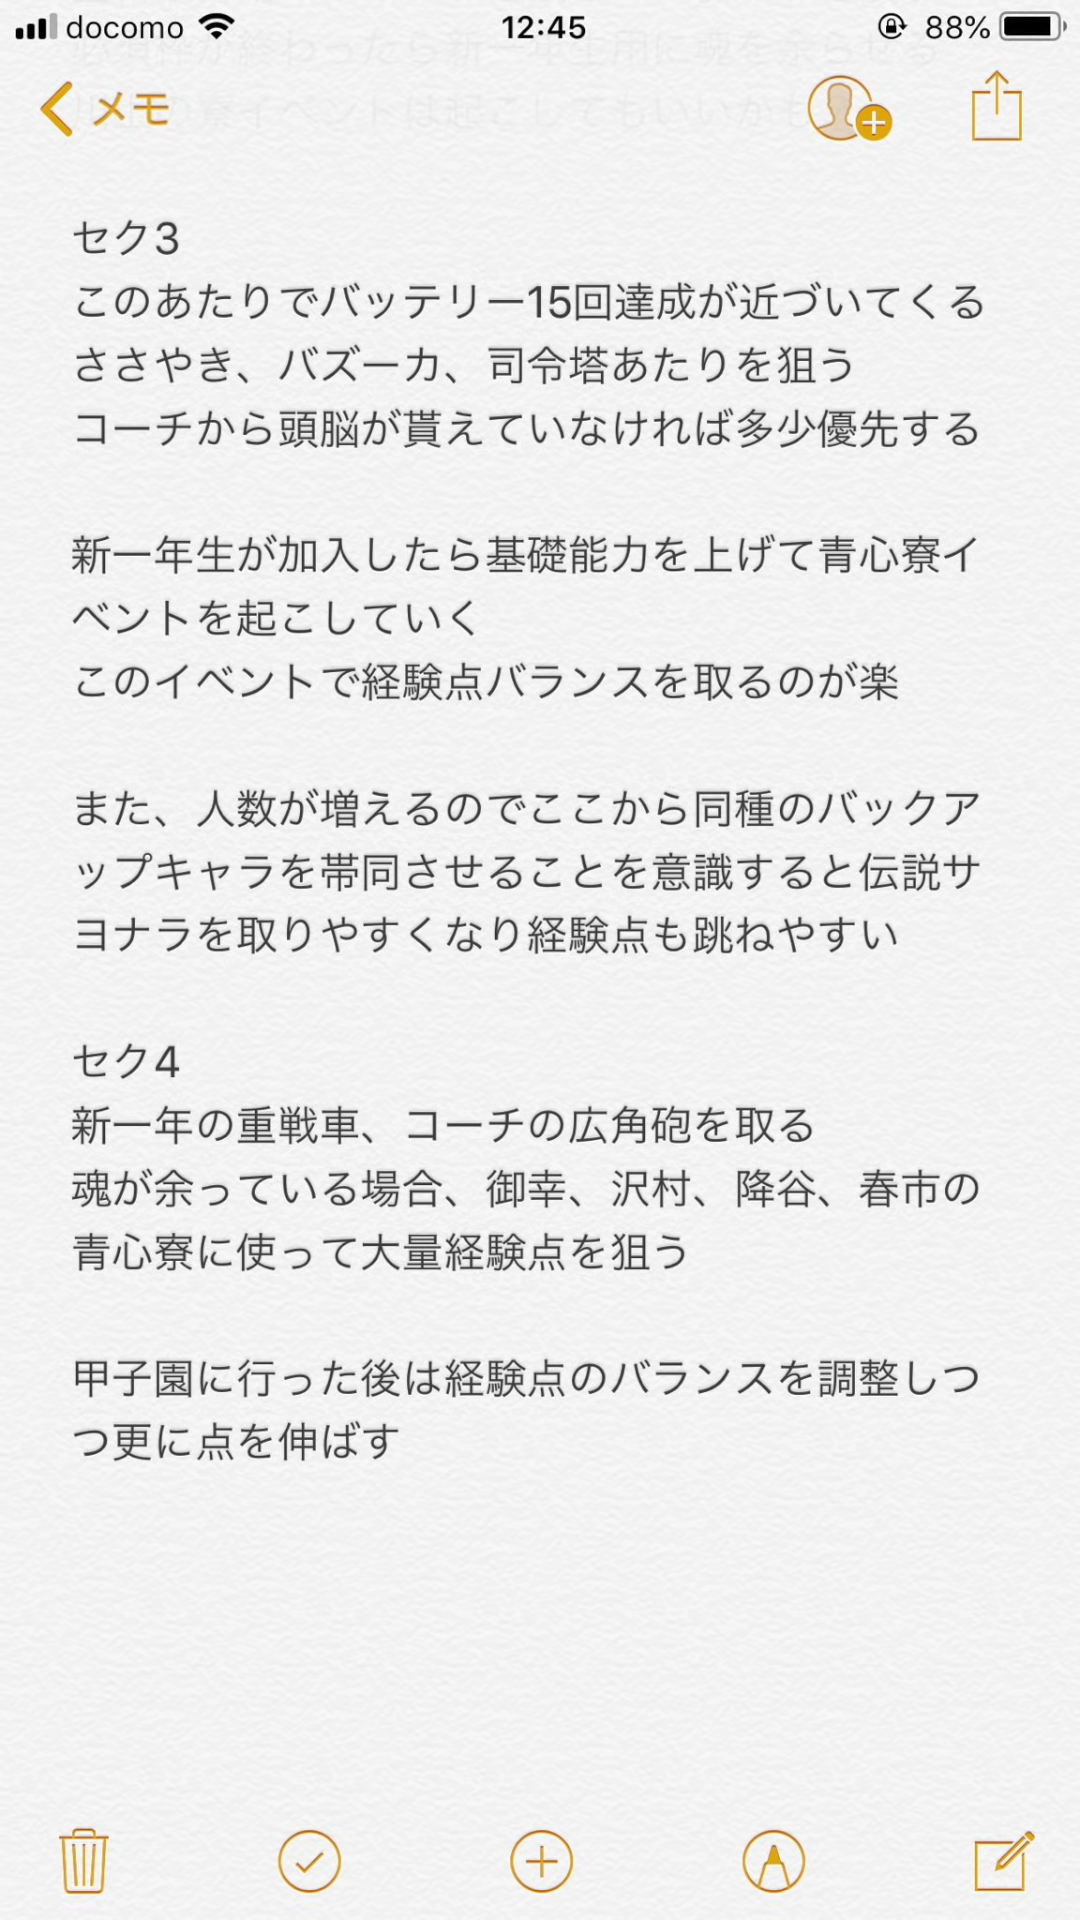 docomo 12:45 88%
メモ
セク3
このあたりでバッテリー15回達成が近づいてくる
ささやき、バズーカ、司令塔あたりを狙う
コーチから頭脳が貰えていなければ多少優先する
新一年生が加入したら基礎能力を上げて青心寮イ
ベントを起こしていく
このイベントで経験点バランスを取るのが楽
また、人数が増えるのでここから同種のバックア
ップキャラを帯同させることを意識すると伝説サ
ヨナラを取りやすくなり経験点も跳ねやすい
セク4
新一年の重戦車、コーチの広角砲を取る
魂が余っている場合、御幸、沢村、降谷、春市の
青心寮に使って大量経験点を狙う
甲子園に行った後は経験点のバランスを調整しつ
つ更に点を伸ばす